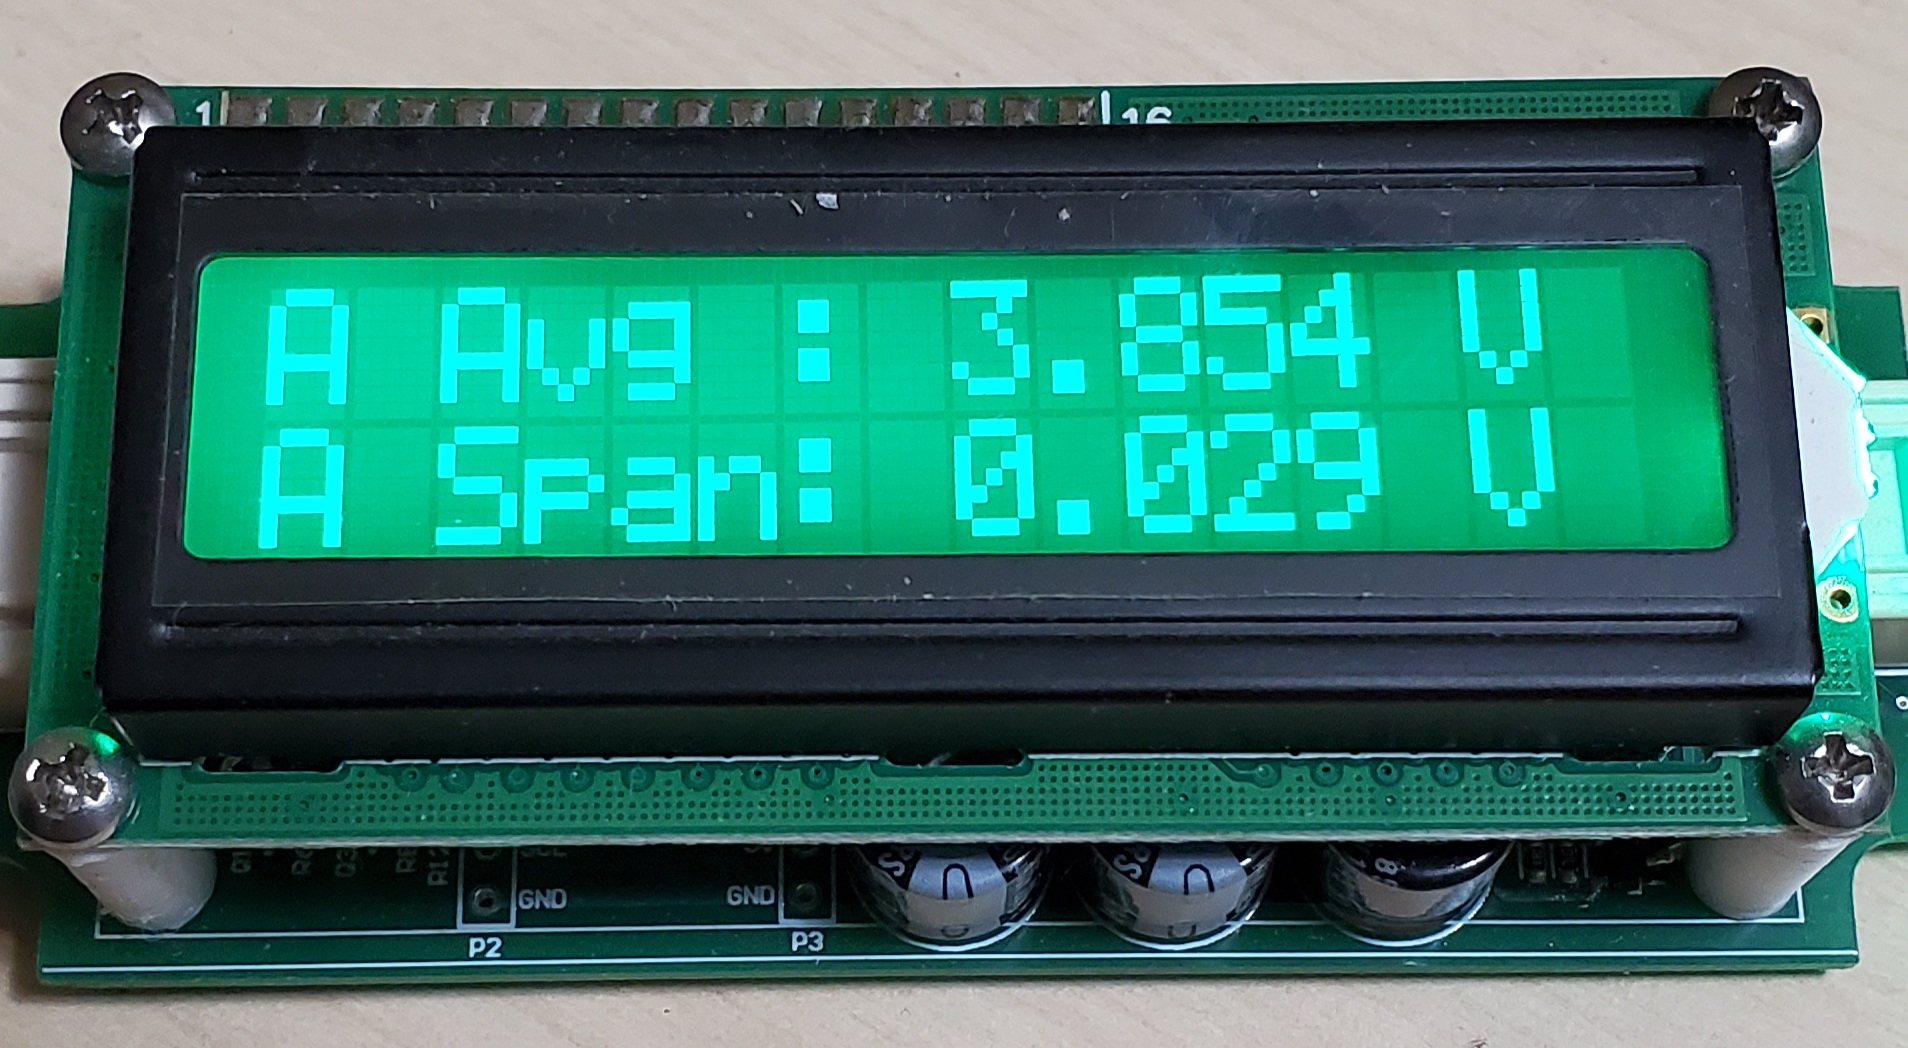 1 16
A Avg : 3.854 V
A Span: 0.029 V
GND GND
P2 P3